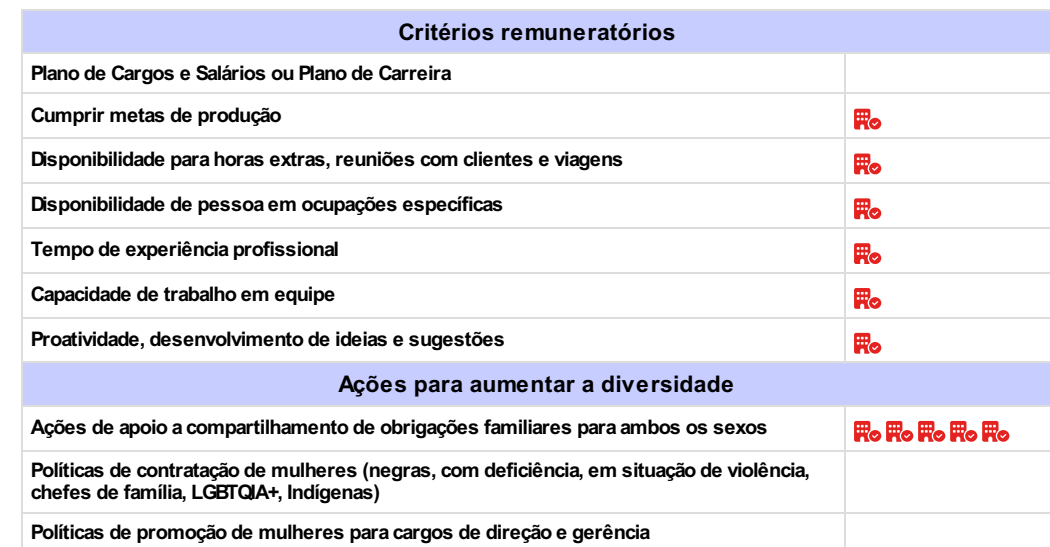 Critérios remuneratórios
Plano de Cargos e Salários ou Plano de Carreira
Cumprir metas de produção
Disponibilidade para horas extras, reuniões com clientes e viagens
Disponibilidade de pessoa em ocupações específicas
Tempo de experiência profissional
Capacidade de trabalho em equipe
Proatividade, desenvolvimento de ideias e sugestões
Ações para aumentar a diversidade
Ações de apoio a compartilhamento de obrigações familiares para ambos os sexos
Políticas de contratação de mulheres (negras, com deficiência, em situação de violência,
chefes de família, LGBTQIA+, Indígenas)
Políticas de promoção de mulheres para cargos de direção e gerência